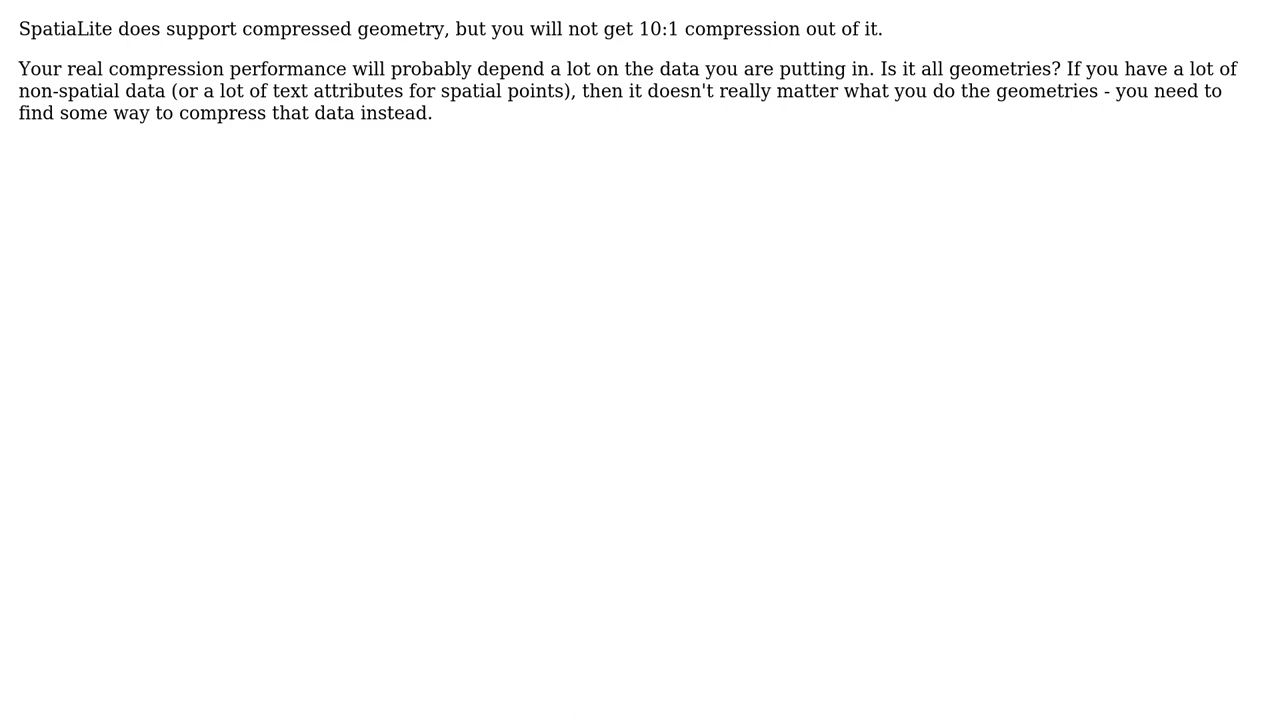 SpatiaLite does support compressed geometry, but you will not get 10:1 compression out of it.
Your real compression performance will probably depend a lot on the data you are putting in. Is it all geometries? If you have a lot of
non-spatial data (or a lot of text attributes for spatial points), then it doesn't really matter what you do the geometries - you need to
find some way to compress that data instead.